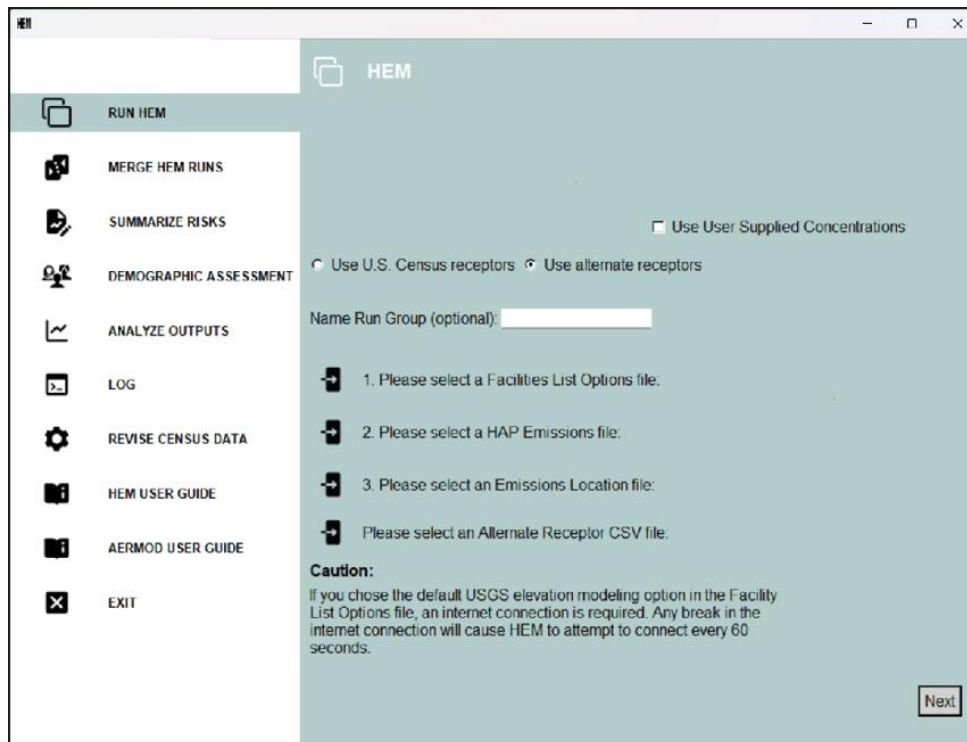 HEM
HEM
RUN HEM
MERGE HEM RUNS
SUMMARIZE RISKS
DEMOGRAPHIC ASSESSMENT
ANALYZE OUTPUTS
LOG
REVISE CENSUS DATA
HEM USER GUIDE
AERMOD USER GUIDE
EXIT
Use User Supplied Concentrations
Use U.S. Census receptors Use alternate receptors
Name Run Group (optional):
1. Please select a Facilities List Options file:
2. Please select a HAP Emissions file:
3. Please select an Emissions Location file:
Please select an Alternate Receptor CSV file:
Caution:
If you chose the default USGS elevation modeling option in the Facility
List Options file, an internet connection is required. Any break in the
internet connection will cause HEM to attempt to connect every 60
seconds.
Next